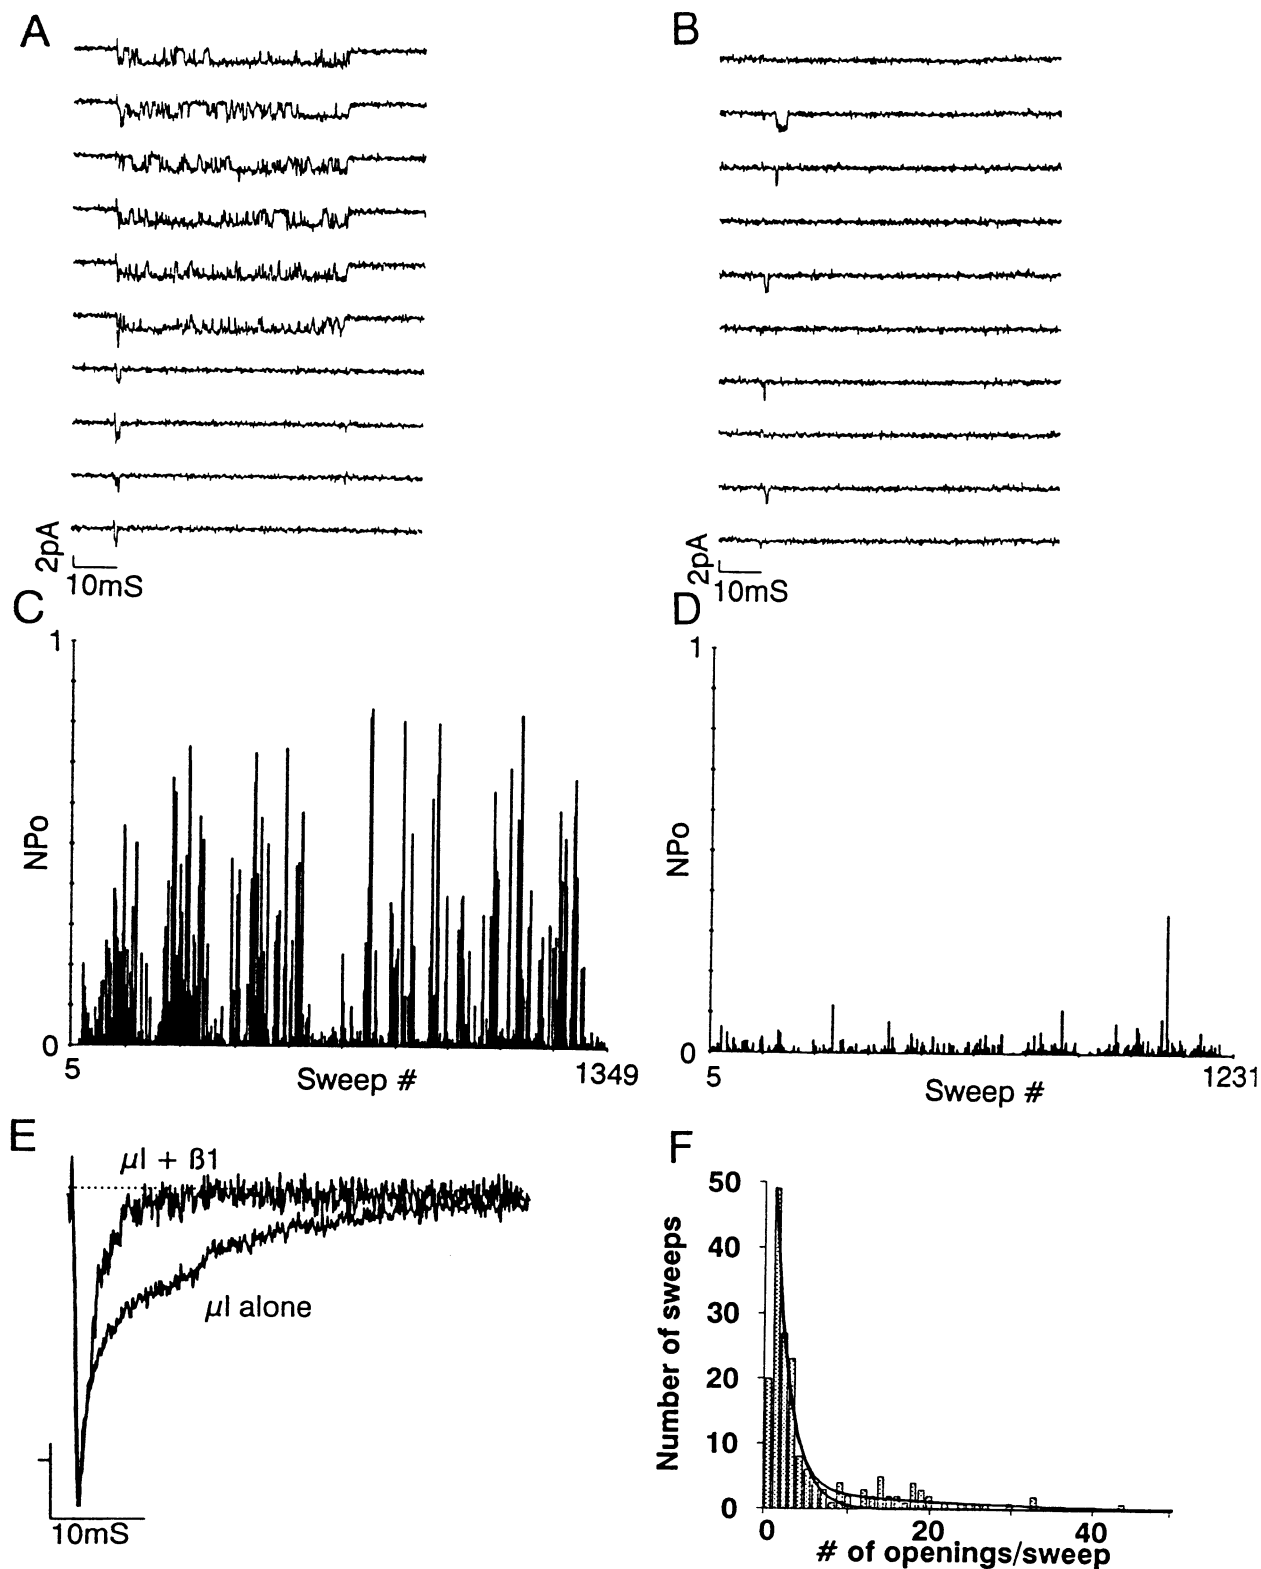 A
B
2pA
10mS
2pA
10mS
C
D
1
NPo
0
5
Sweep #
1349
1
NPo
0
5
Sweep #
1231
E
µI + ß1
µI alone
10mS
F
Number of sweeps
50
40
30
20
10
0
0
20
40
# of openings/sweep